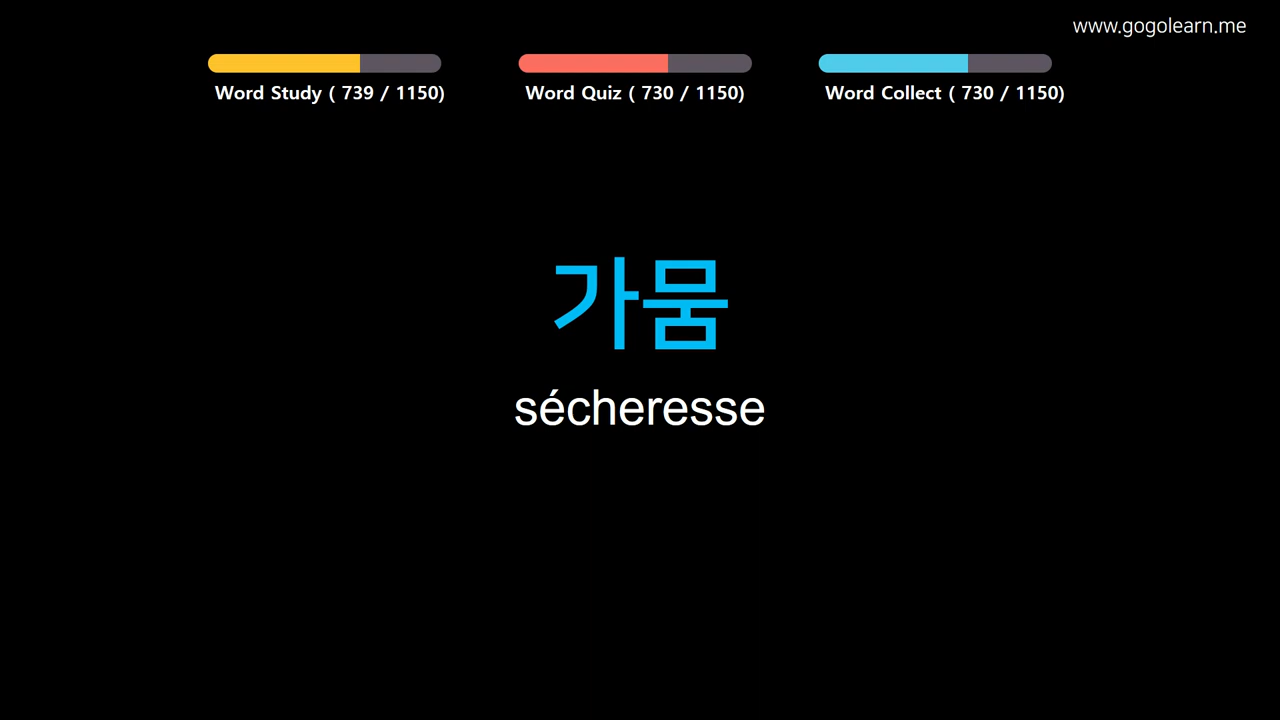 www.gogolearn.me
Word Study ( 739 / 1150)
Word Quiz ( 730 / 1150)
Word Collect ( 730 / 1150)
가뭄
sécheresse